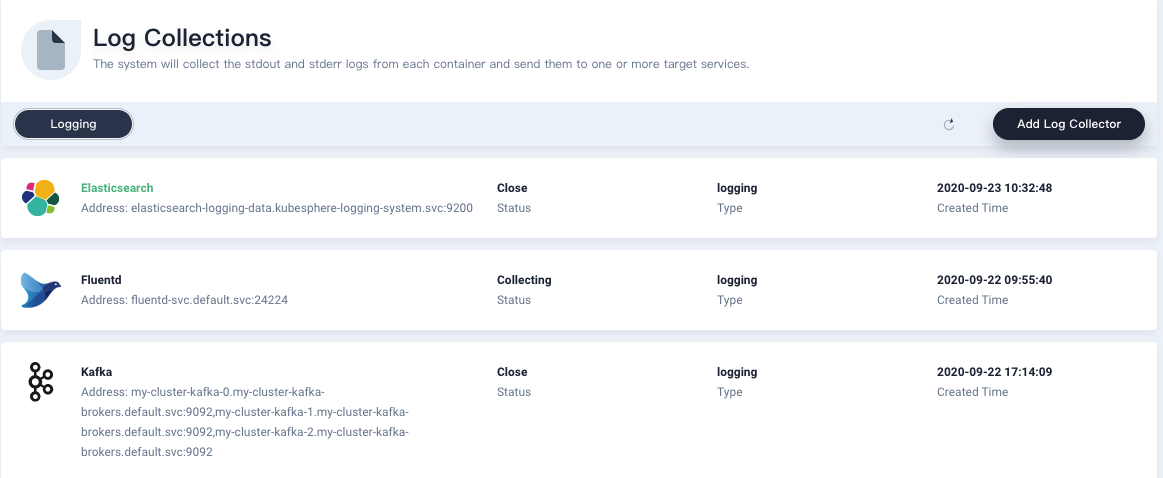 Log Collections
The system will collect the stdout and stderr logs from each container and send them to one or more target services.
Logging
Add Log Collector
Elasticsearch
Address: elasticsearch-logging-data.kubesphere-logging-system.svc:9200
Close
Status
logging
Type
2020-09-23 10:32:48
Created Time
Fluentd
Address: fluentd-svc.default.svc:24224
Collecting
Status
logging
Type
2020-09-22 09:55:40
Created Time
Kafka
Address: my-cluster-kafka-0.my-cluster-kafka-
brokers.default.svc:9092,my-cluster-kafka-1.my-cluster-kafka-
brokers.default.svc:9092,my-cluster-kafka-2.my-cluster-kafka-
brokers.default.svc:9092
Close
Status
logging
Type
2020-09-22 17:14:09
Created Time